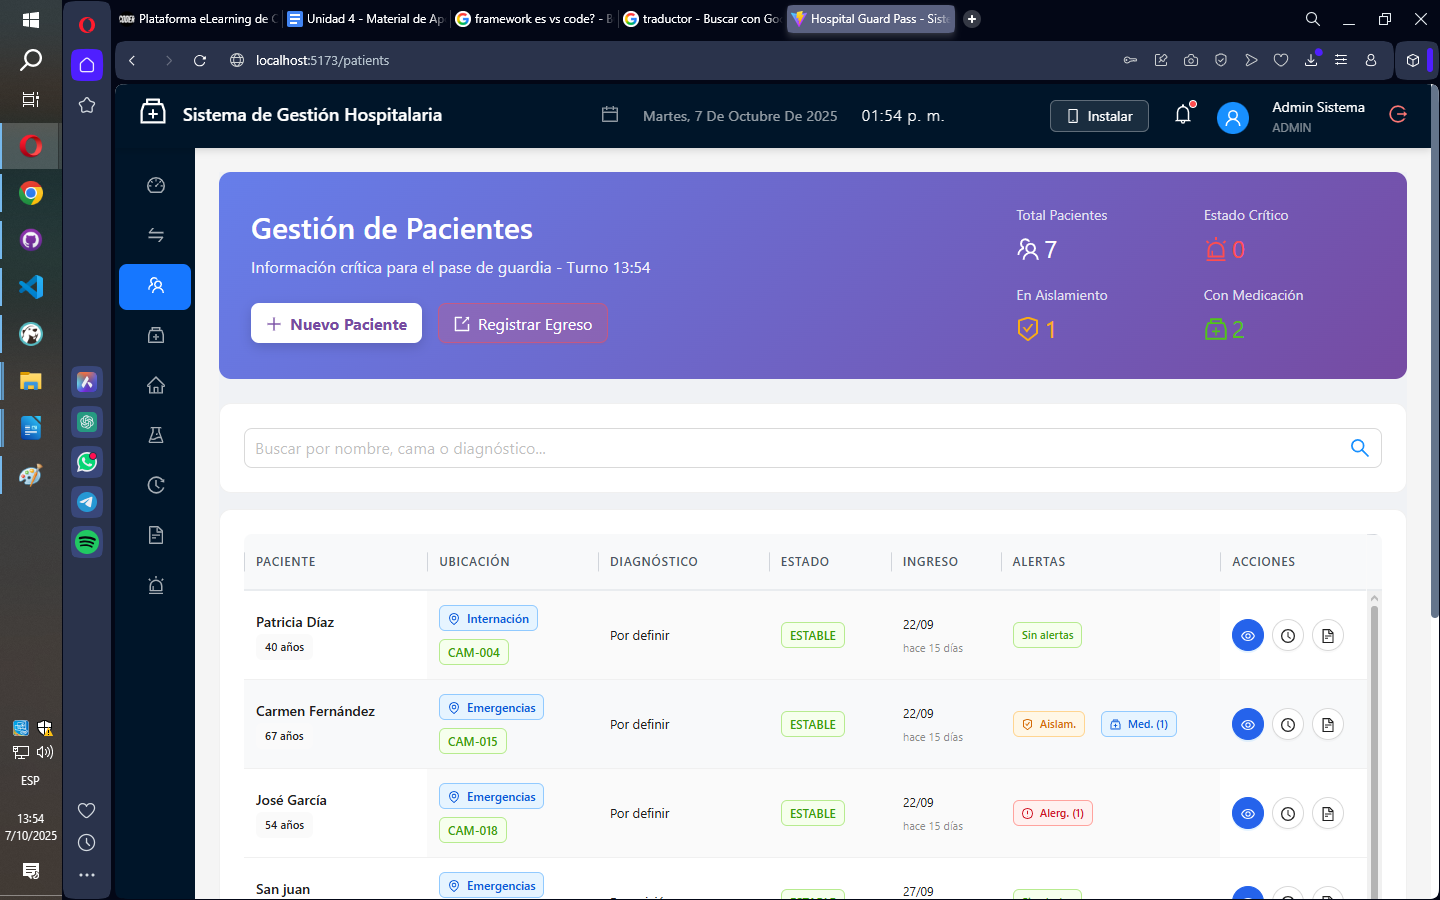 Plataforma eLearning de C
Unidad 4 - Material de Ap
framework es vs code? - B
traductor - Buscar con Go
Hospital Guard Pass - Siste
localhost:5173/patients
Sistema de Gestión Hospitalaria
Martes, 7 De Octubre De 2025
01:54 p. m.
Instalar
Admin Sistema
ADMIN
Gestión de Pacientes
Información crítica para el pase de guardia - Turno 13:54
Nuevo Paciente
Registrar Egreso
Total Pacientes
7
Estado Crítico
0
En Aislamiento
1
Con Medicación
2
Buscar por nombre, cama o diagnóstico...
PACIENTE UBICACIÓN DIAGNÓSTICO ESTADO INGRESO ALERTAS ACCIONES
Patricia Díaz
40 años
Internación
CAM-004
Por definir
ESTABLE
22/09
hace 15 días
Sin alertas
Carmen Fernández
67 años
Emergencias
CAM-015
Por definir
ESTABLE
22/09
hace 15 días
Aislam.
Med. (1)
José García
54 años
Emergencias
CAM-018
Por definir
ESTABLE
22/09
hace 15 días
Alerg. (1)
San juan
Emergencias
27/09
ESP
13:54
7/10/2025